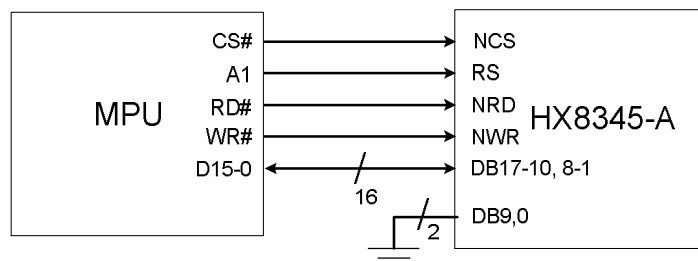 CS# NCS
A1 RS
RD# NRD
MPU HX8345-A
WR# NWR
D15-0 DB17-10, 8-1
16
2 DB9,0